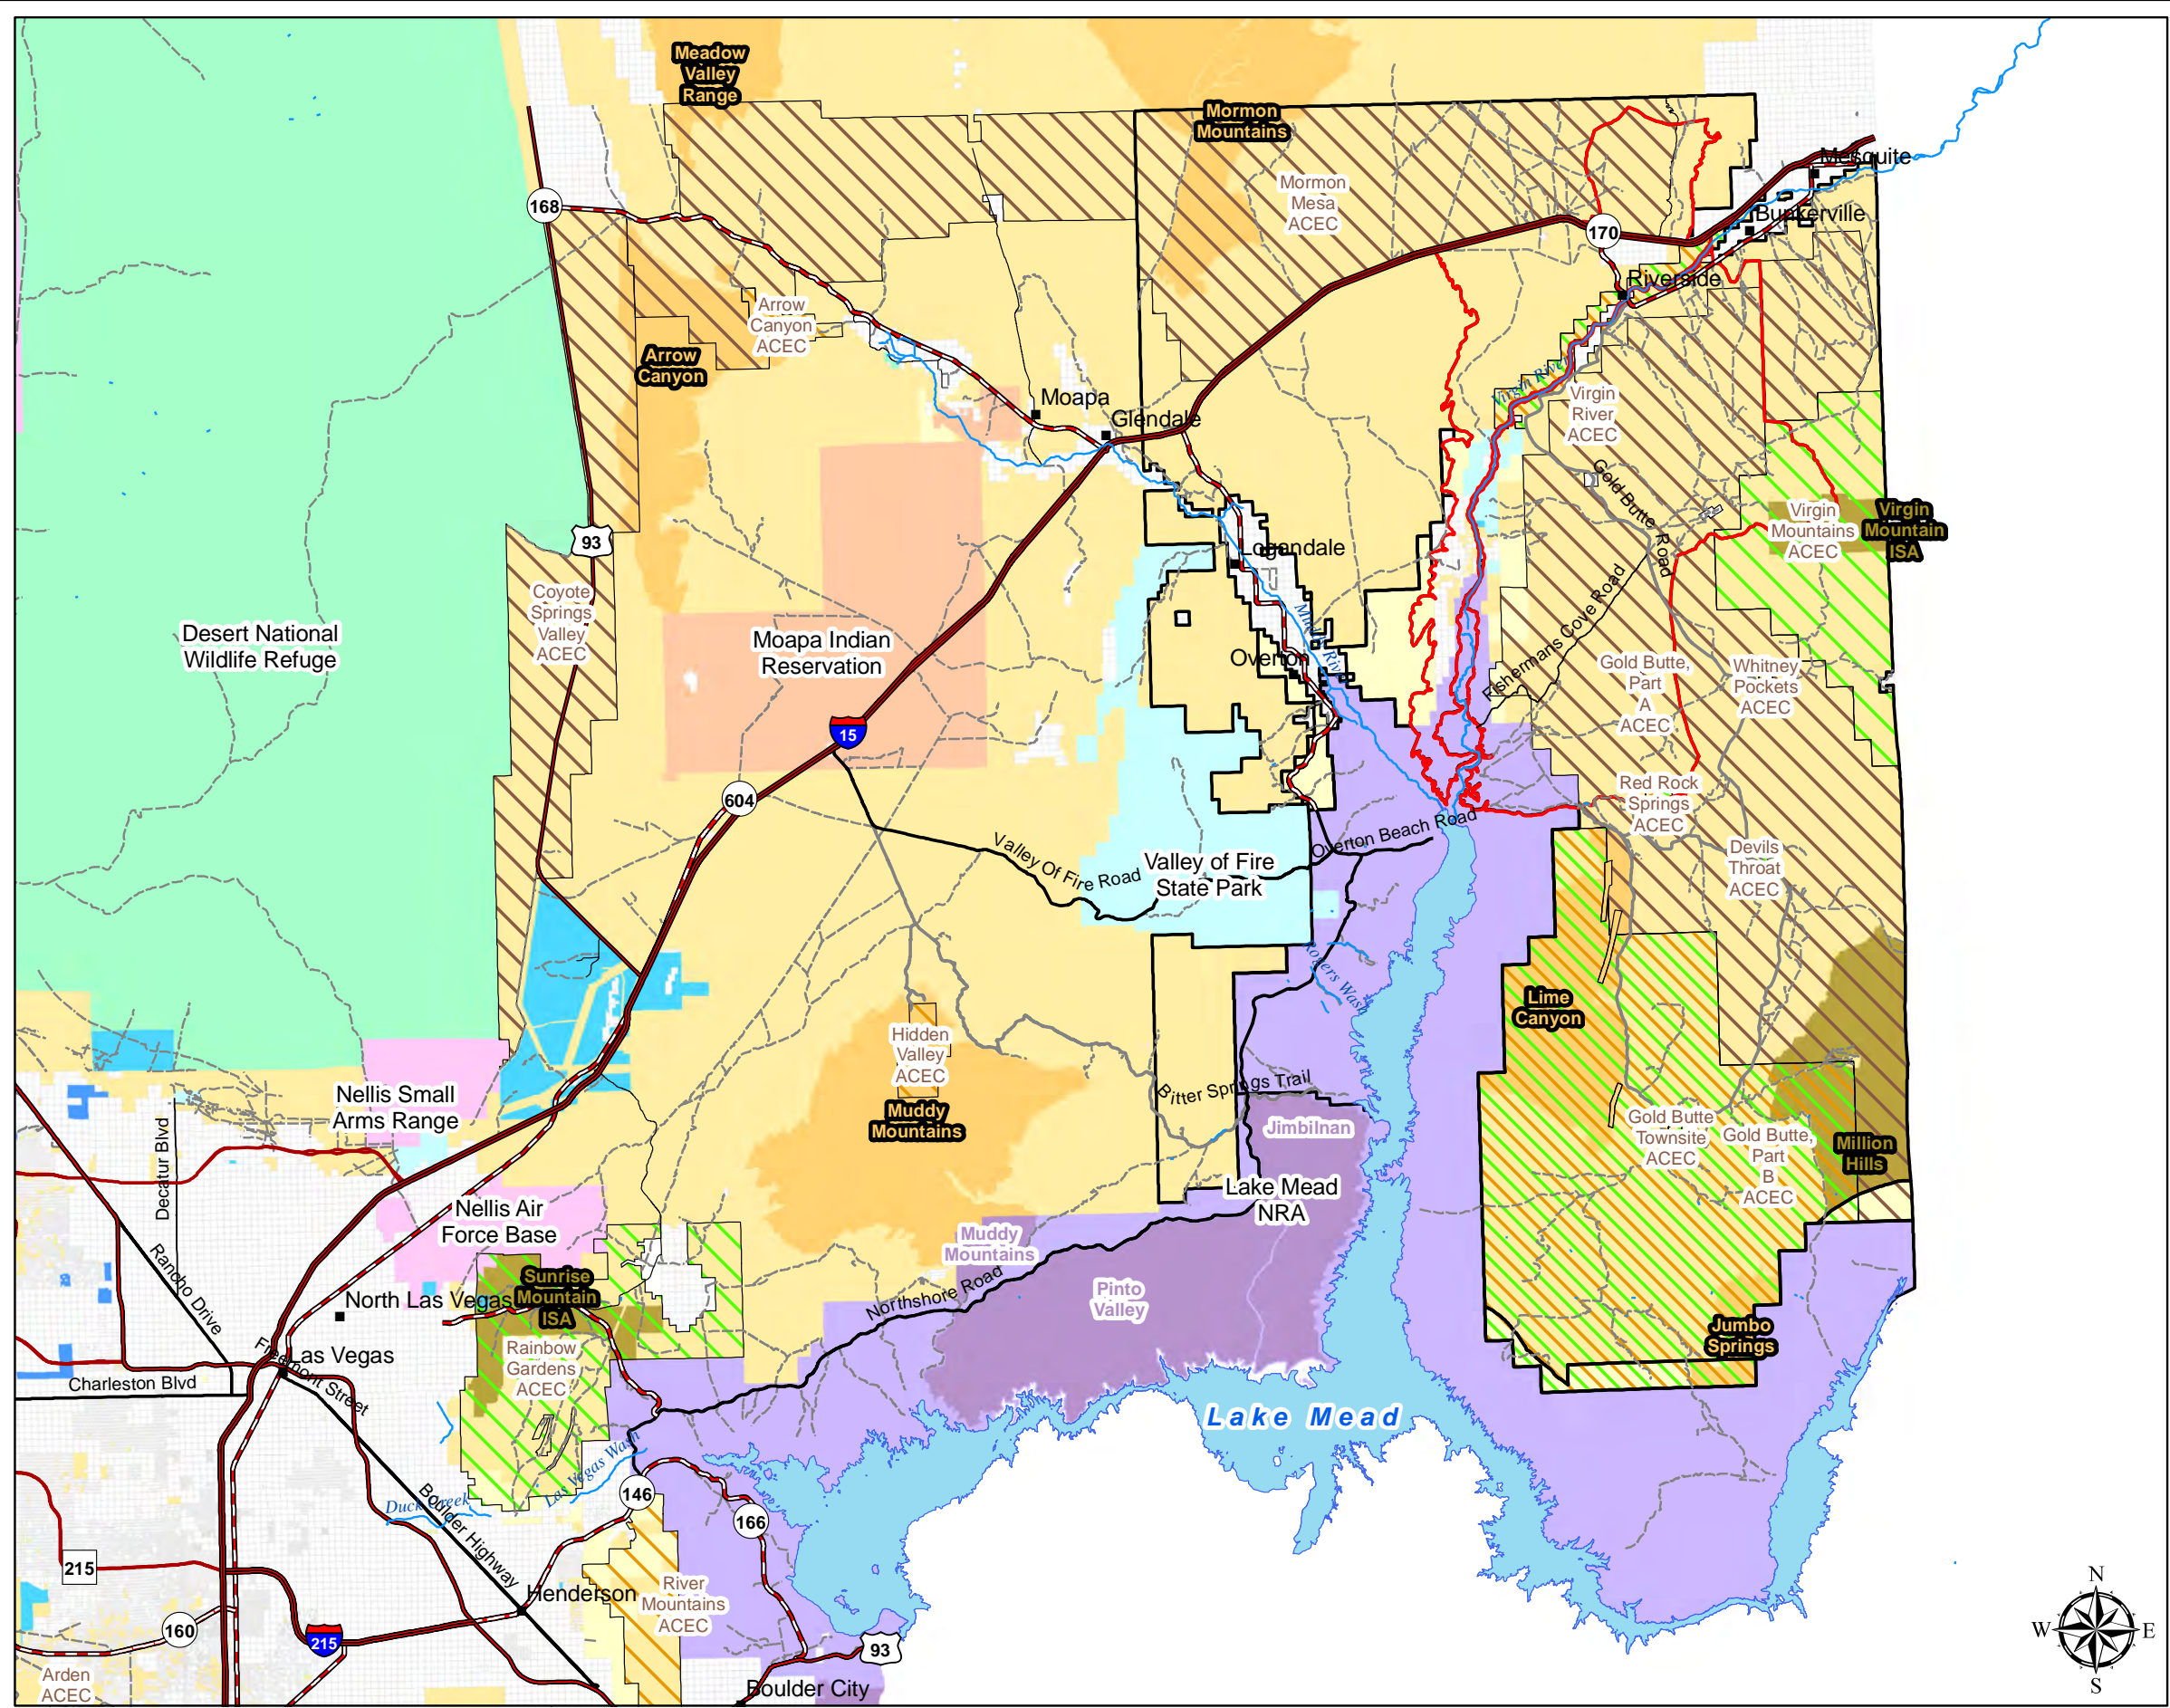 Meadow
Valley
Range
Mormon
Mountains
Mormon
Mesa
ACEC
Mesquite
Bunkerville
168
170
Riverside
Arrow
Canyon
ACEC
Arrow
Canyon
Moapa
Glendale
Virgin River
Virgin
River
ACEC
Gold Butte Road
Virgin
Mountains
ACEC
Virgin
Mountain
ISA
93
Logandale
Coyote
Springs
Valley
ACEC
Desert National
Wildlife Refuge
Moapa Indian
Reservation
Muddy River
Overton
Fishermans Cove Road
Gold Butte,
Part
A
ACEC
Whitney
Pockets
ACEC
15
604
Red Rock
Springs
ACEC
Overton Beach Road
Valley Of Fire Road
Valley of Fire
State Park
Devils
Throat
ACEC
Rogers Wash
Lime
Canyon
Hidden
Valley
ACEC
Muddy
Mountains
Bitter Springs Trail
Nellis Small
Arms Range
Jimbilnan
Gold Butte
Townsite
ACEC
Gold Butte,
Part
B
ACEC
Million
Hills
Decatur Blvd
Nellis Air
Force Base
Lake Mead
NRA
Muddy
Mountains
Pinto
Valley
Northshore Road
Rancho Drive
North Las Vegas
Sunrise
Mountain
ISA
Jumbo
Springs
Las Vegas
Fremont Street
Charleston Blvd
Rainbow
Gardens
ACEC
Lake Mead
Las Vegas Wash
Duck Creek
Boulder Highway
146
166
215
Henderson
River
Mountains
ACEC
160
215
93
Arden
ACEC
Boulder City
N
W
E
S